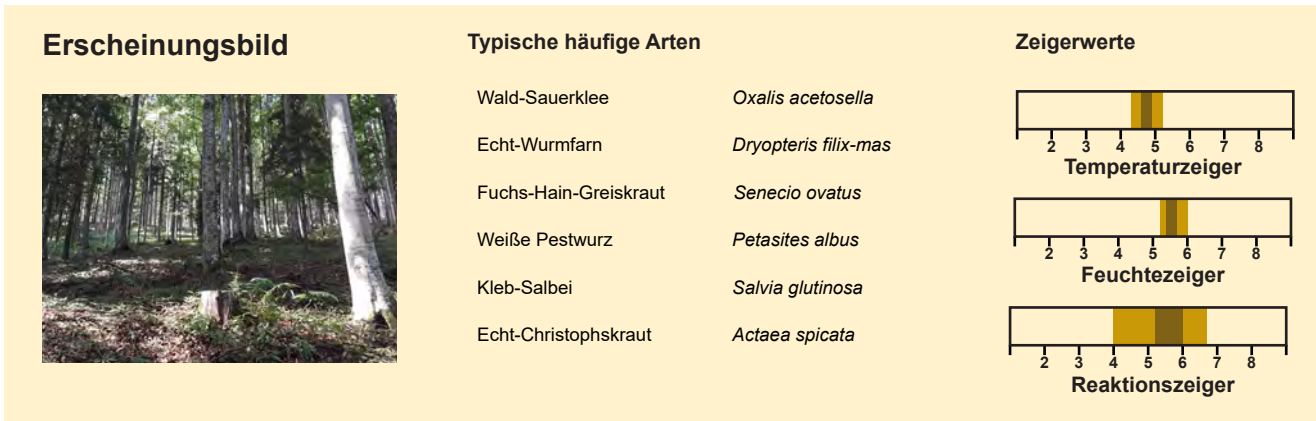 Erscheinungsbild
Typische häufige Arten
Wald-Sauerklee Oxalis acetosella
Echt-Wurmfarn Dryopteris filix-mas
Fuchs-Hain-Greiskraut Senecio ovatus
Weiße Pestwurz Petasites albus
Kleb-Salbei Salvia glutinosa
Echt-Christophskraut Actaea spicata
Zeigerwerte
2 3 4 5 6 7 8
Temperaturzeiger
2 3 4 5 6 7 8
Feuchtezeiger
2 3 4 5 6 7 8
Reaktionszeiger